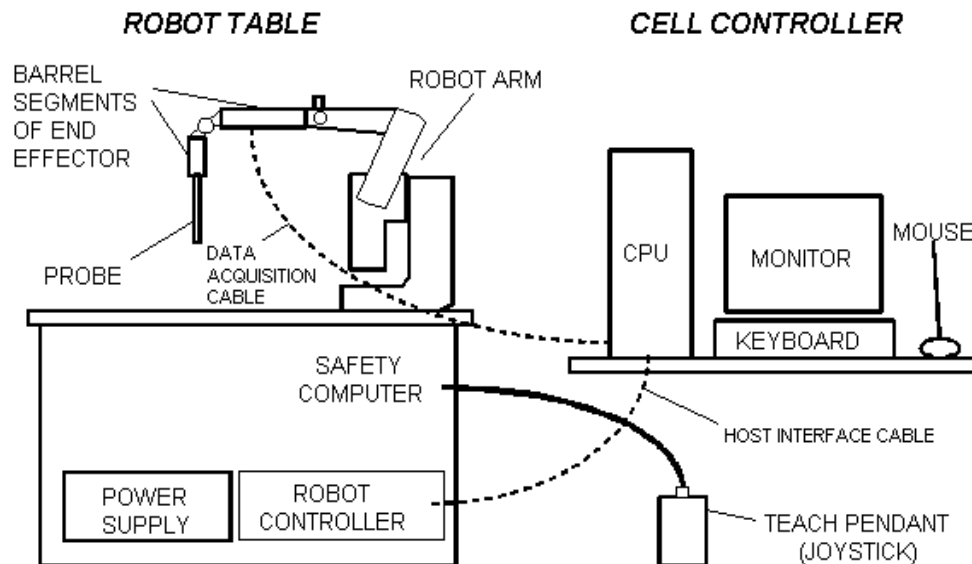 ROBOT TABLE
CELL CONTROLLER
BARREL
SEGMENTS
OF END
EFFECTOR
ROBOT ARM
PROBE
DATA
ACQUISITION
CABLE
CPU
MONITOR
MOUSE
KEYBOARD
SAFETY
COMPUTER
HOST INTERFACE CABLE
POWER
SUPPLY
ROBOT
CONTROLLER
TEACH PENDANT
(JOYSTICK)